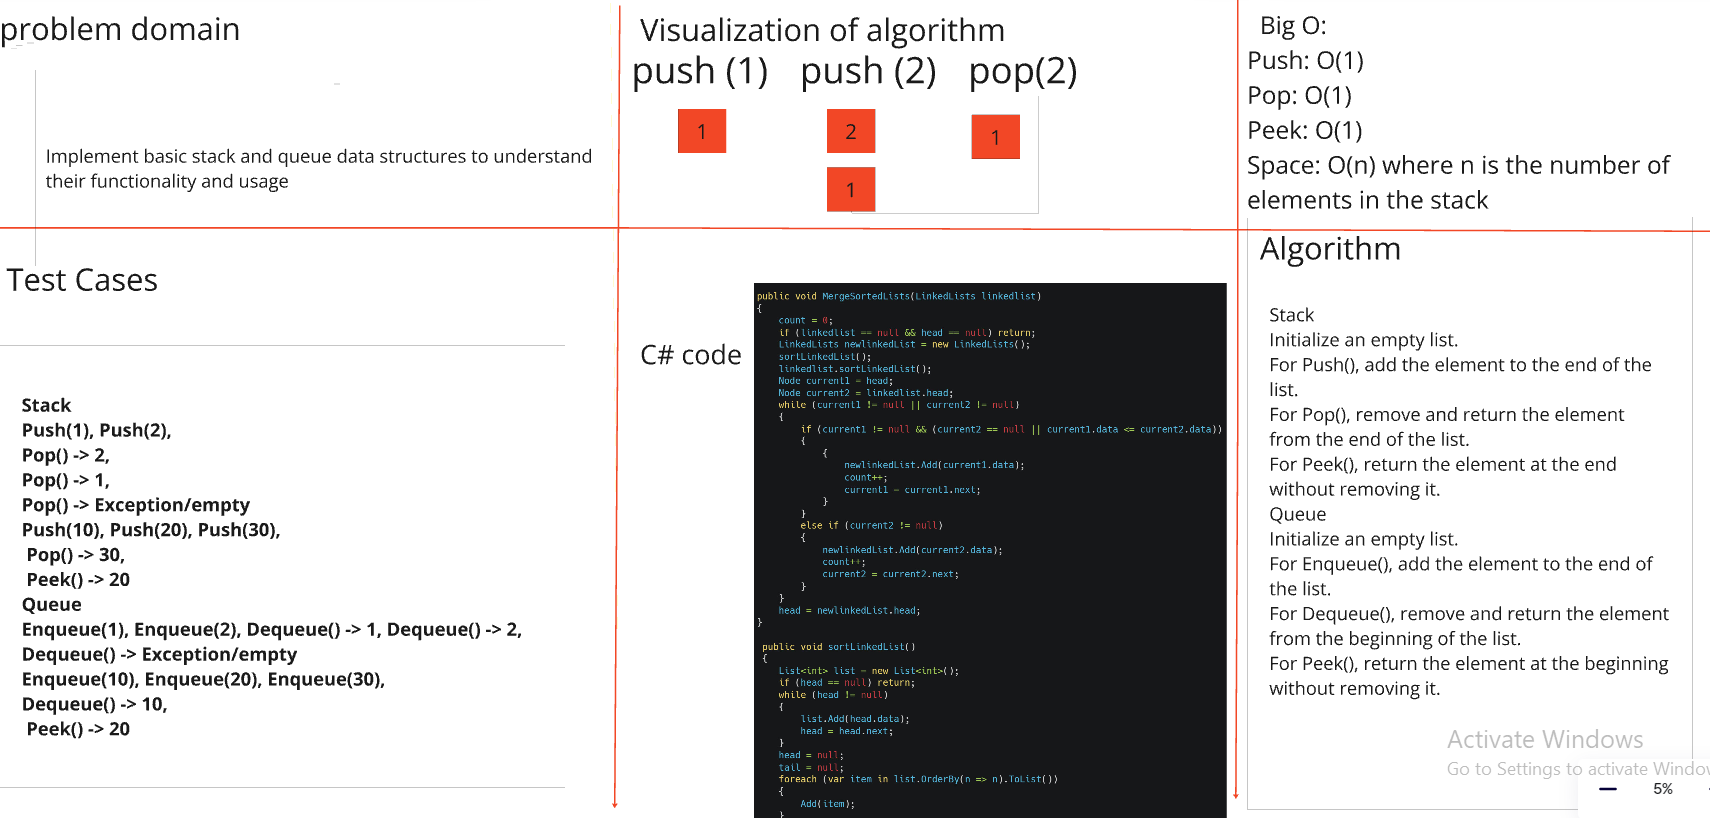 problem domain
Implement basic stack and queue data structures to understand
their functionality and usage
Visualization of algorithm
push (1) push (2) pop(2)
1 2 1
1
Big O:
Push: O(1)
Pop: O(1)
Peek: O(1)
Space: O(n) where n is the number of
elements in the stack
Test Cases
Stack
Push(1), Push(2),
Pop() -> 2,
Pop() -> 1,
Pop() -> Exception/empty
Push(10), Push(20), Push(30),
Pop() -> 30,
Peek() -> 20
Queue
Enqueue(1), Enqueue(2), Dequeue() -> 1, Dequeue() -> 2,
Dequeue() -> Exception/empty
Enqueue(10), Enqueue(20), Enqueue(30),
Dequeue() -> 10,
Peek() -> 20
C# code
public void MergeSortedLists(LinkedLists linkedlist)
{
count = 0;
if (linkedlist == null && head == null) return;
LinkedLists newlinkedList = new LinkedLists();
sortLinkedList();
linkedlist.sortLinkedList();
Node current1 = head;
Node current2 = linkedlist.head;
while (current1 != null || current2 != null)
{
if (current1 != null && (current2 == null || current1.data <= current2.data))
{
{
newlinkedList.Add(current1.data);
count++;
current1 = current1.next;
}
}
else if (current2 != null)
{
newlinkedList.Add(current2.data);
count++;
current2 = current2.next;
}
}
head = newlinkedList.head;
}
public void sortLinkedList()
{
List<int> list = new List<int>();
if (head == null) return;
while (head != null)
{
list.Add(head.data);
head = head.next;
}
head = null;
tail = null;
foreach (var item in list.OrderBy(n => n).ToList())
{
Add(item);
}
Algorithm
Stack
Initialize an empty list.
For Push(), add the element to the end of the
list.
For Pop(), remove and return the element
from the end of the list.
For Peek(), return the element at the end
without removing it.
Queue
Initialize an empty list.
For Enqueue(), add the element to the end of
the list.
For Dequeue(), remove and return the element
from the beginning of the list.
For Peek(), return the element at the beginning
without removing it.
Activate Windows
Go to Settings to activate Windo
5%